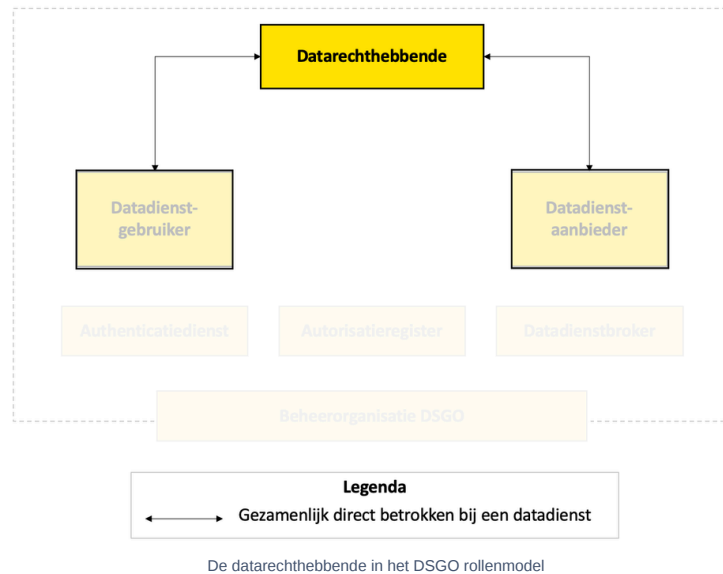 Datarechthebbende
Datadienst-
gebruiker
Datadienst-
aanbieder
Authenticatiedienst
Autorisatieregister
Datadienstbroker
Beheerorganisatie DSGO
Legenda
Gezamenlijk direct betrokken bij een datadienst
De datarechthebbende in het DSGO rollenmodel